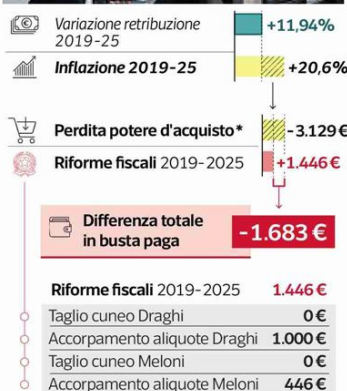 Variazione retribuzione +11,94%
2019-25
Inflazione 2019-25 +20,6%
Perdita potere d'acquisto* -3.129 €
Riforme fiscali 2019-2025 +1.446 €
Differenza totale
in busta paga -1.683 €
Riforme fiscali 2019-2025 1.446 €
Taglio cuneo Draghi 0 €
Accorpamento aliquote Draghi 1.000 €
Taglio cuneo Meloni 0 €
Accorpamento aliquote Meloni 446 €